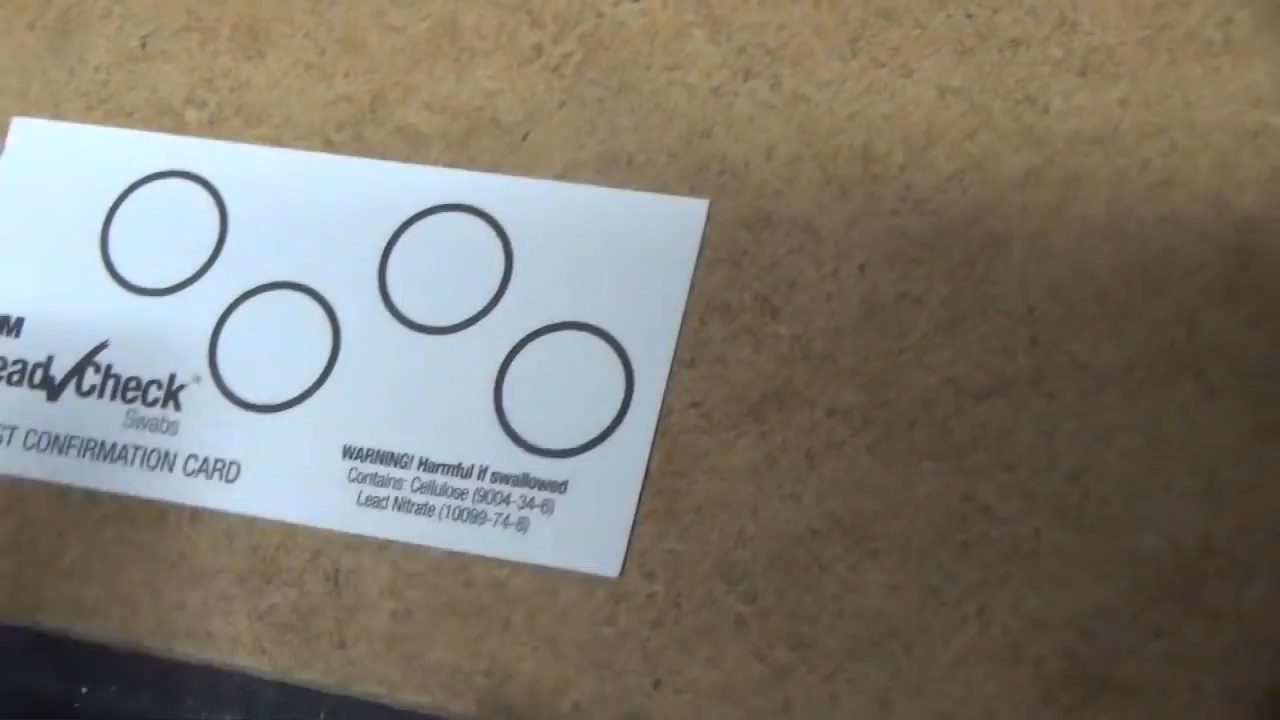 M
ead Check
Swabs
ST CONFIRMATION CARD
WARNING! Harmful if swallowed
Contains: Cellulose (9004-34-6)
Lead Nitrate (10099-74-8)